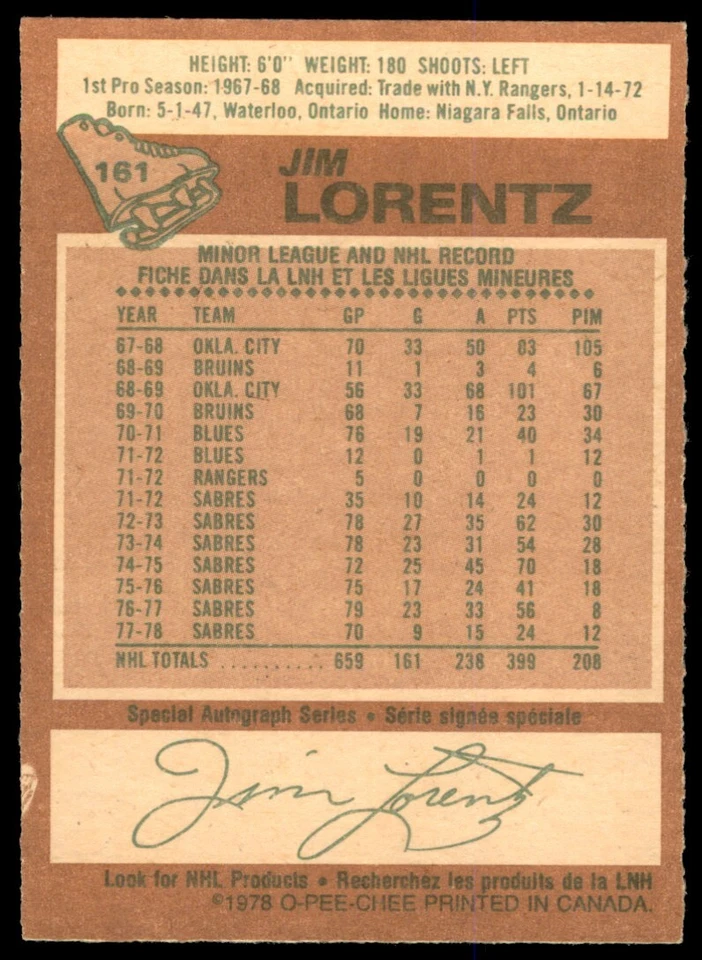 HEIGHT: 6'0" WEIGHT: 180 SHOOTS: LEFT
1st Pro Season: 1967-68 Acquired: Trade with N.Y. Rangers, 1-14-72
Born: 5-1-47, Waterloo, Ontario Home: Niagara Falls, Ontario
161
JIM
LORENTZ
MINOR LEAGUE AND NHL RECORD
FICHE DANS LA LNH ET LES LIGUES MINEURES
YEAR TEAM GP G A PTS PIM
67-68 OKLA. CITY 70 33 50 83 105
68-69 BRUINS 11 1 3 4 6
68-69 OKLA. CITY 56 33 68 101 67
69-70 BRUINS 68 7 16 23 30
70-71 BLUES 76 19 21 40 34
71-72 BLUES 12 0 1 1 12
71-72 RANGERS 5 0 0 0 0
71-72 SABRES 35 10 14 24 12
72-73 SABRES 78 27 35 62 30
73-74 SABRES 78 23 31 54 28
74-75 SABRES 72 25 45 70 18
75-76 SABRES 75 17 24 41 18
76-77 SABRES 79 23 33 56 8
77-78 SABRES 70 9 15 24 12
NHL TOTALS .......... 659 161 238 399 208
Special Autograph Series • Série signée spéciale
Jim Lorentz
Look for NHL Products • Recherchez les produits de la LNH
©1978 O-PEE-CHEE PRINTED IN CANADA.